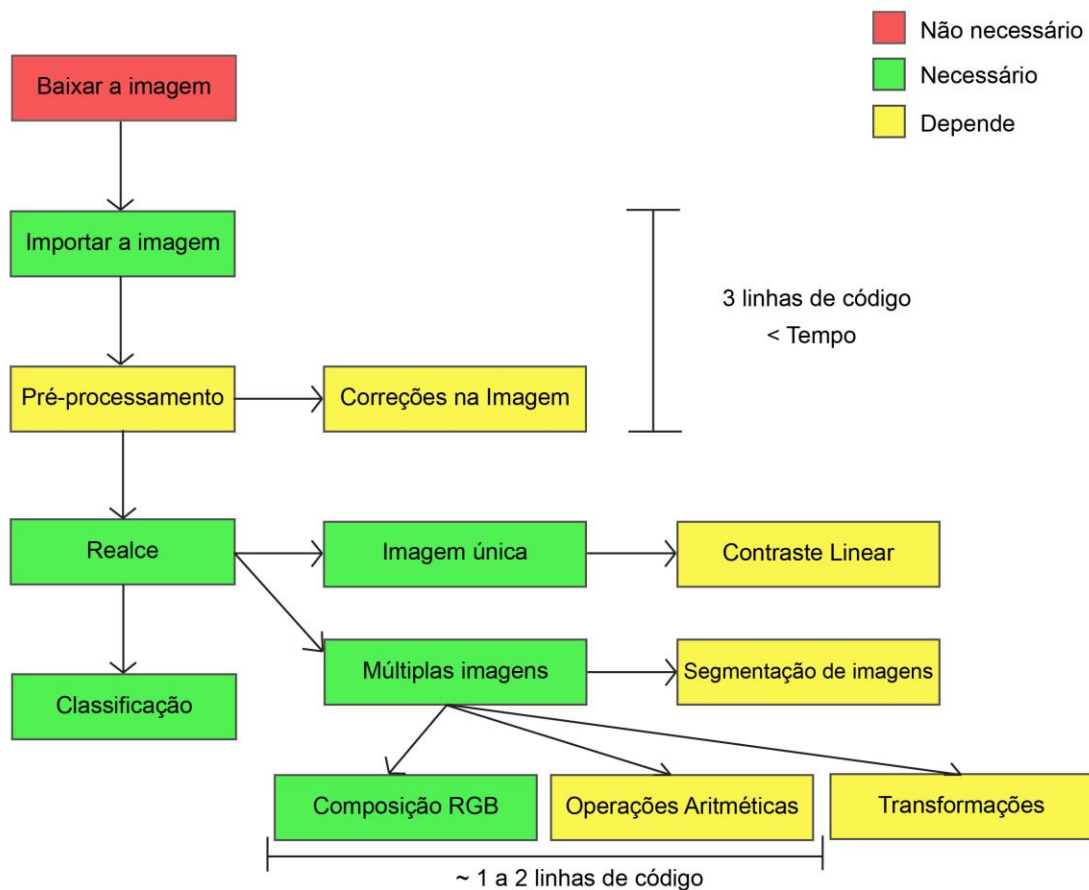 Não necessário
Necessário
Depende
Baixar a imagem
Importar a imagem
3 linhas de código
< Tempo
Pré-processamento
Correções na Imagem
Realce
Imagem única
Contraste Linear
Múltiplas imagens
Segmentação de imagens
Classificação
Composição RGB
Operações Aritméticas
Transformações
~ 1 a 2 linhas de código